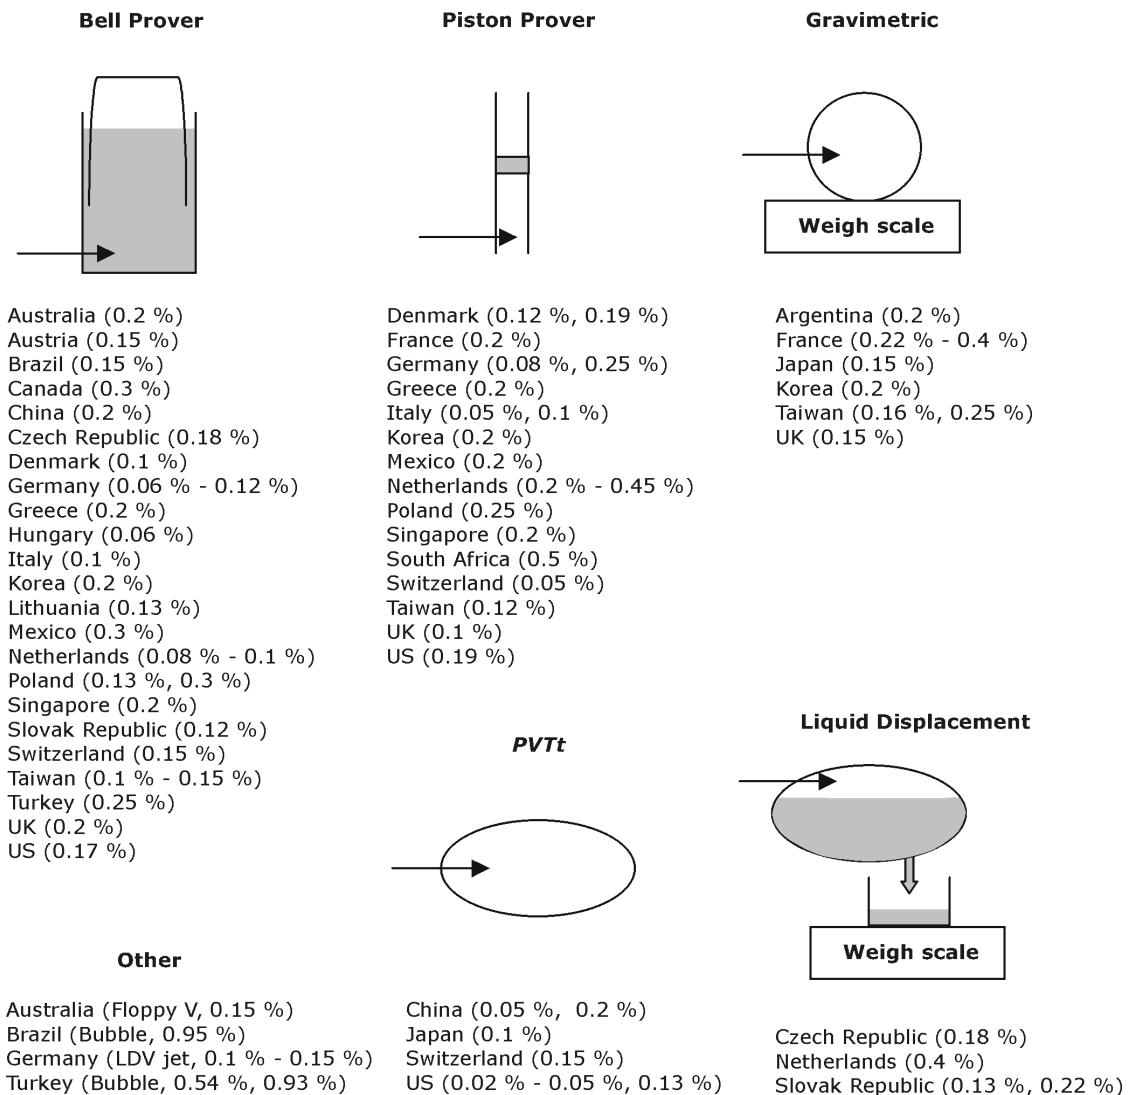 Bell Prover
Australia (0.2 %)
Austria (0.15 %)
Brazil (0.15 %)
Canada (0.3 %)
China (0.2 %)
Czech Republic (0.18 %)
Denmark (0.1 %)
Germany (0.06 % - 0.12 %)
Greece (0.2 %)
Hungary (0.06 %)
Italy (0.1 %)
Korea (0.2 %)
Lithuania (0.13 %)
Mexico (0.3 %)
Netherlands (0.08 % - 0.1 %)
Poland (0.13 %, 0.3 %)
Singapore (0.2 %)
Slovak Republic (0.12 %)
Switzerland (0.15 %)
Taiwan (0.1 % - 0.15 %)
Turkey (0.25 %)
UK (0.2 %)
US (0.17 %)
Piston Prover
Denmark (0.12 %, 0.19 %)
France (0.2 %)
Germany (0.08 %, 0.25 %)
Greece (0.2 %)
Italy (0.05 %, 0.1 %)
Korea (0.2 %)
Mexico (0.2 %)
Netherlands (0.2 % - 0.45 %)
Poland (0.25 %)
Singapore (0.2 %)
South Africa (0.5 %)
Switzerland (0.05 %)
Taiwan (0.12 %)
UK (0.1 %)
US (0.19 %)
Gravimetric
Weigh scale
Argentina (0.2 %)
France (0.22 % - 0.4 %)
Japan (0.15 %)
Korea (0.2 %)
Taiwan (0.16 %, 0.25 %)
UK (0.15 %)
Other
Australia (Floppy V, 0.15 %)
Brazil (Bubble, 0.95 %)
Germany (LDV jet, 0.1 % - 0.15 %)
Turkey (Bubble, 0.54 %, 0.93 %)
PVTt
China (0.05 %, 0.2 %)
Japan (0.1 %)
Switzerland (0.15 %)
US (0.02 % - 0.05 %, 0.13 %)
Liquid Displacement
Weigh scale
Czech Republic (0.18 %)
Netherlands (0.4 %)
Slovak Republic (0.13 %, 0.22 %)